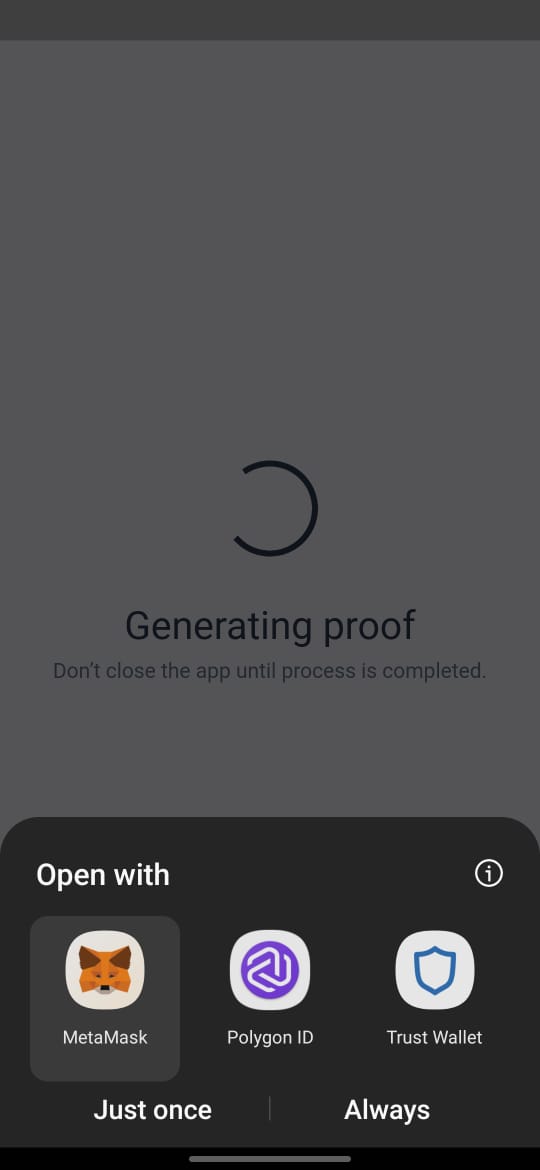 Generating proof
Don't close the app until process is completed.
Open with
MetaMask
Polygon ID
Trust Wallet
Just once
Always